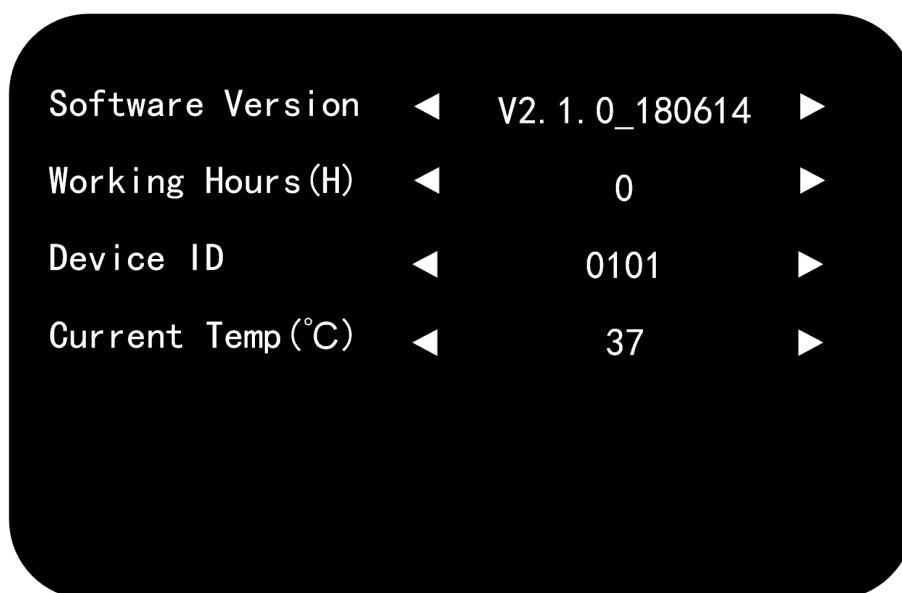 Software Version ◀ V2.1.0_180614 ▶
Working Hours(H) ◀ 0 ▶
Device ID ◀ 0101 ▶
Current Temp(℃) ◀ 37 ▶